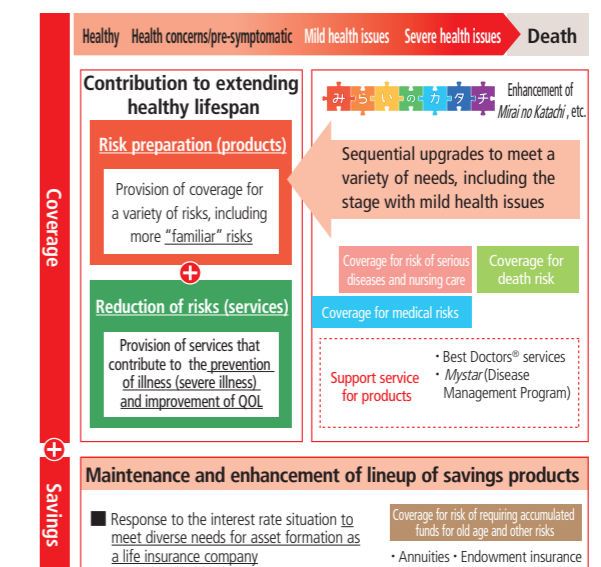 Healthy Health concerns/pre-symptomatic Mild health issues Severe health issues Death
Coverage
Contribution to extending
healthy lifespan
Risk preparation (products)
Provision of coverage for
a variety of risks, including
more “familiar” risks
+
Reduction of risks (services)
Provision of services that
contribute to the prevention
of illness (severe illness)
and improvement of QOL
みらいのカタチ
Enhancement of
Mirai no Katachi, etc.
Sequential upgrades to meet a
variety of needs, including the
stage with mild health issues
Coverage for risk of serious
diseases and nursing care
Coverage for
death risk
Coverage for medical risks
Support service
for products
・Best Doctors® services
・Mystar (Disease
Management Program)
+
Savings
Maintenance and enhancement of lineup of savings products
■ Response to the interest rate situation to
meet diverse needs for asset formation as
a life insurance company
Coverage for risk of requiring accumulated
funds for old age and other risks
・Annuities・Endowment insurance